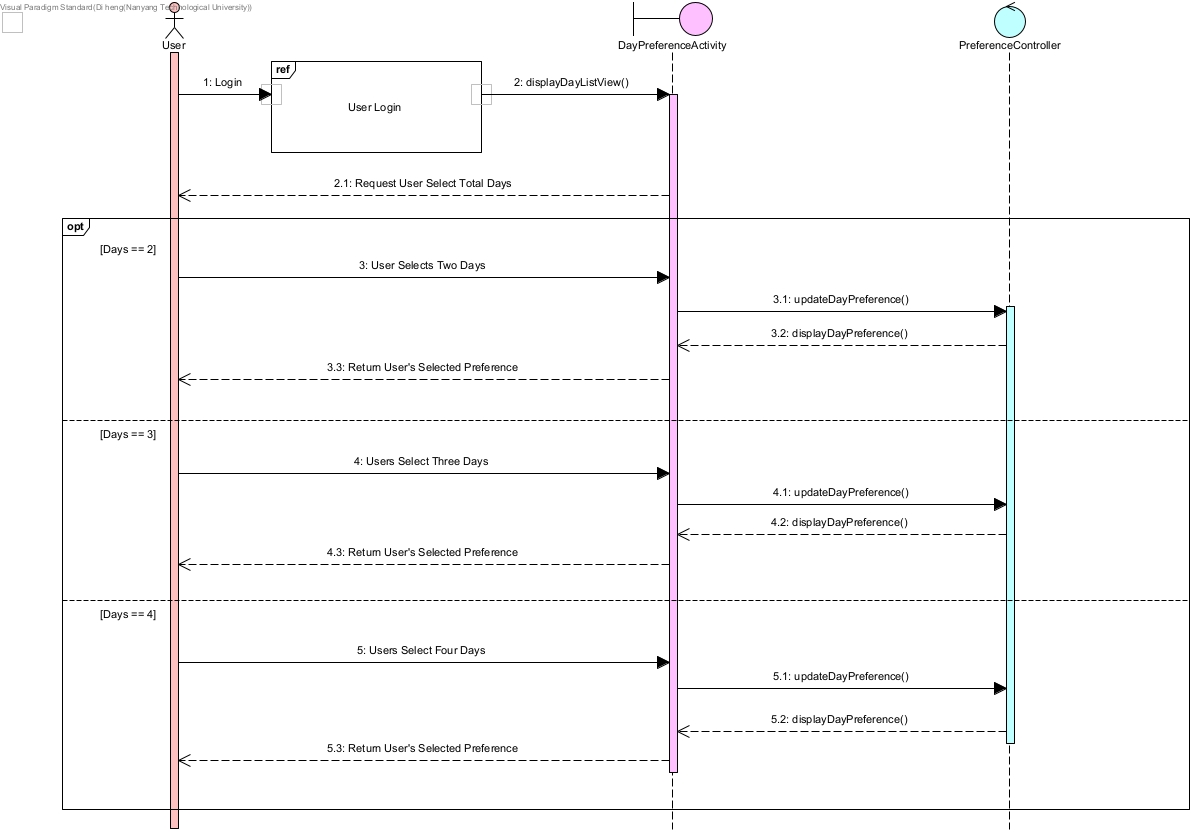 Visual Paradigm Standard(Di heng(Nanyang Technological University))
User
DayPreferenceActivity
PreferenceController
ref
1: Login
2: displayDayListView()
User Login
2.1: Request User Select Total Days
opt
[Days == 2]
3: User Selects Two Days
3.1: updateDayPreference()
3.2: displayDayPreference()
3.3: Return User's Selected Preference
[Days == 3]
4: Users Select Three Days
4.1: updateDayPreference()
4.2: displayDayPreference()
4.3: Return User's Selected Preference
[Days == 4]
5: Users Select Four Days
5.1: updateDayPreference()
5.2: displayDayPreference()
5.3: Return User's Selected Preference